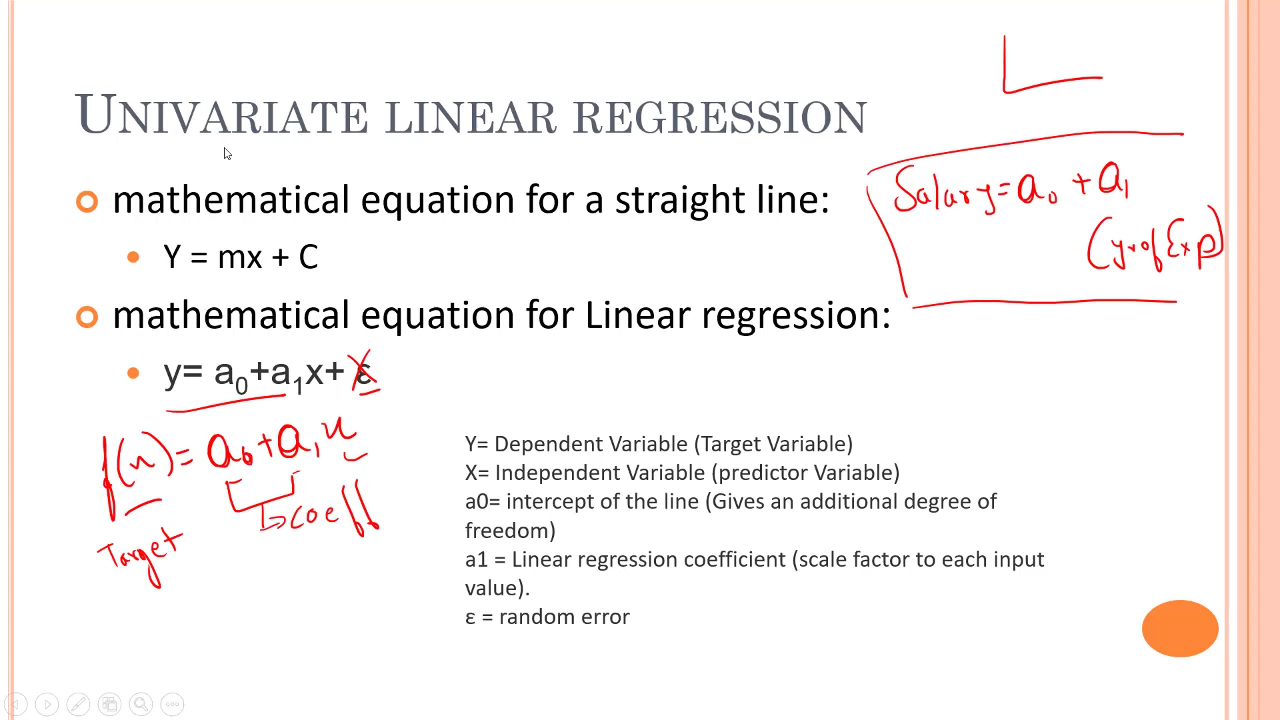 UNIVARIATE LINEAR REGRESSION
mathematical equation for a straight line:
Y = mx + C
mathematical equation for Linear regression:
y= a0+a1x+ ε
Salary = a0 + a1
(yr of Exp)
f(x) = a0 + a1x
coeff
Target
Y= Dependent Variable (Target Variable)
X= Independent Variable (predictor Variable)
a0= intercept of the line (Gives an additional degree of
freedom)
a1 = Linear regression coefficient (scale factor to each input
value).
ε = random error